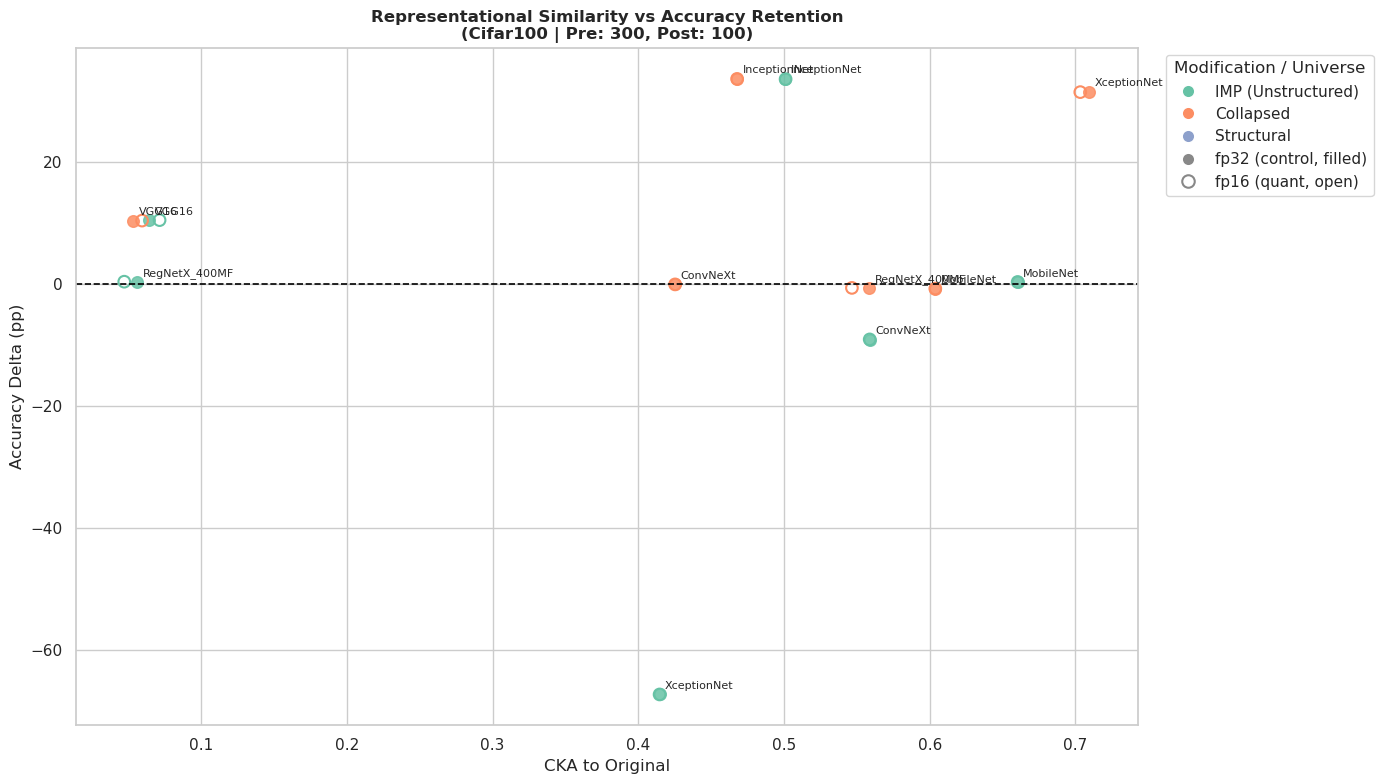 Representational Similarity vs Accuracy Retention
(Cifar100 | Pre: 300, Post: 100)
Modification / Universe
IMP (Unstructured)
Collapsed
Structural
fp32 (control, filled)
fp16 (quant, open)
InceptionNet
InceptionNet
XceptionNet
VGG16
VGG16
RegNetX_400MF
ConvNeXt
RegNetX_400MF
MobileNet
MobileNet
ConvNeXt
XceptionNet
20
0
−20
−40
−60
Accuracy Delta (pp)
0.1
0.2
0.3
0.4
0.5
0.6
0.7
CKA to Original